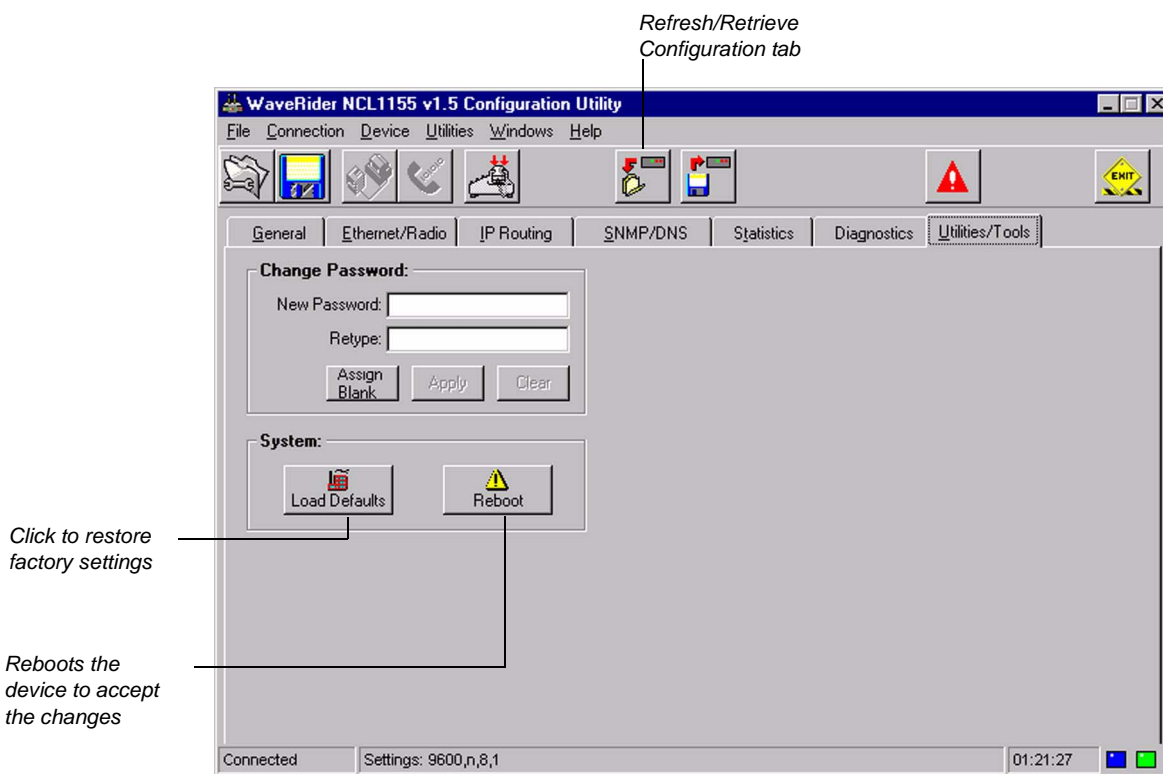 Refresh/Retrieve
Configuration tab
WaveRider NCL1155 v1.5 Configuration Utility
File Connection Device Utilities Windows Help
EXIT
General Ethernet/Radio IP Routing SNMP/DNS Statistics Diagnostics Utilities/Tools
Change Password:
New Password:
Retype:
Assign
Blank
Apply
Clear
System:
Load Defaults
Reboot
Click to restore
factory settings
Reboots the
device to accept
the changes
Connected
Settings: 9600,n,8,1
01:21:27